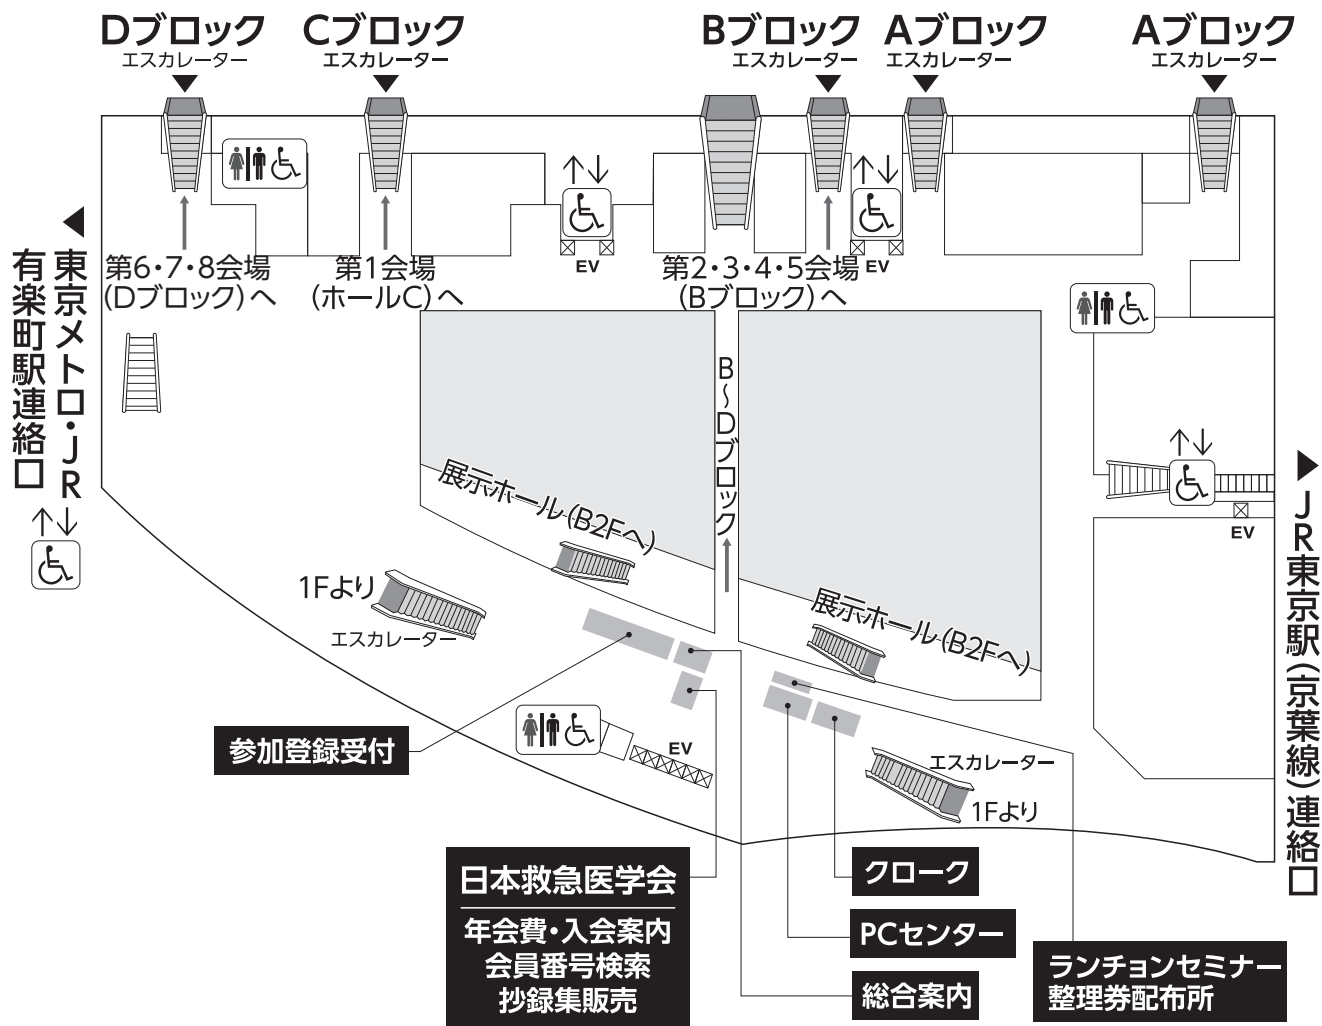 Dブロック
エスカレーター
Cブロック
エスカレーター
Bブロック
エスカレーター
Aブロック
エスカレーター
Aブロック
エスカレーター
EV
EV
第6・7・8会場
(Dブロック)へ
第1会場
(ホールC)へ
第2・3・4・5会場
(Bブロック)へ
東京メトロ・JR
有楽町駅連絡口
B~Dブロック
展示ホール(B2Fへ)
展示ホール(B2Fへ)
EV
JR東京駅(京葉線)連絡口
1Fより
エスカレーター
EV
エスカレーター
1Fより
参加登録受付
日本救急医学会
年会費・入会案内
会員番号検索
抄録集販売
クローク
PCセンター
総合案内
ランチョンセミナー
整理券配布所